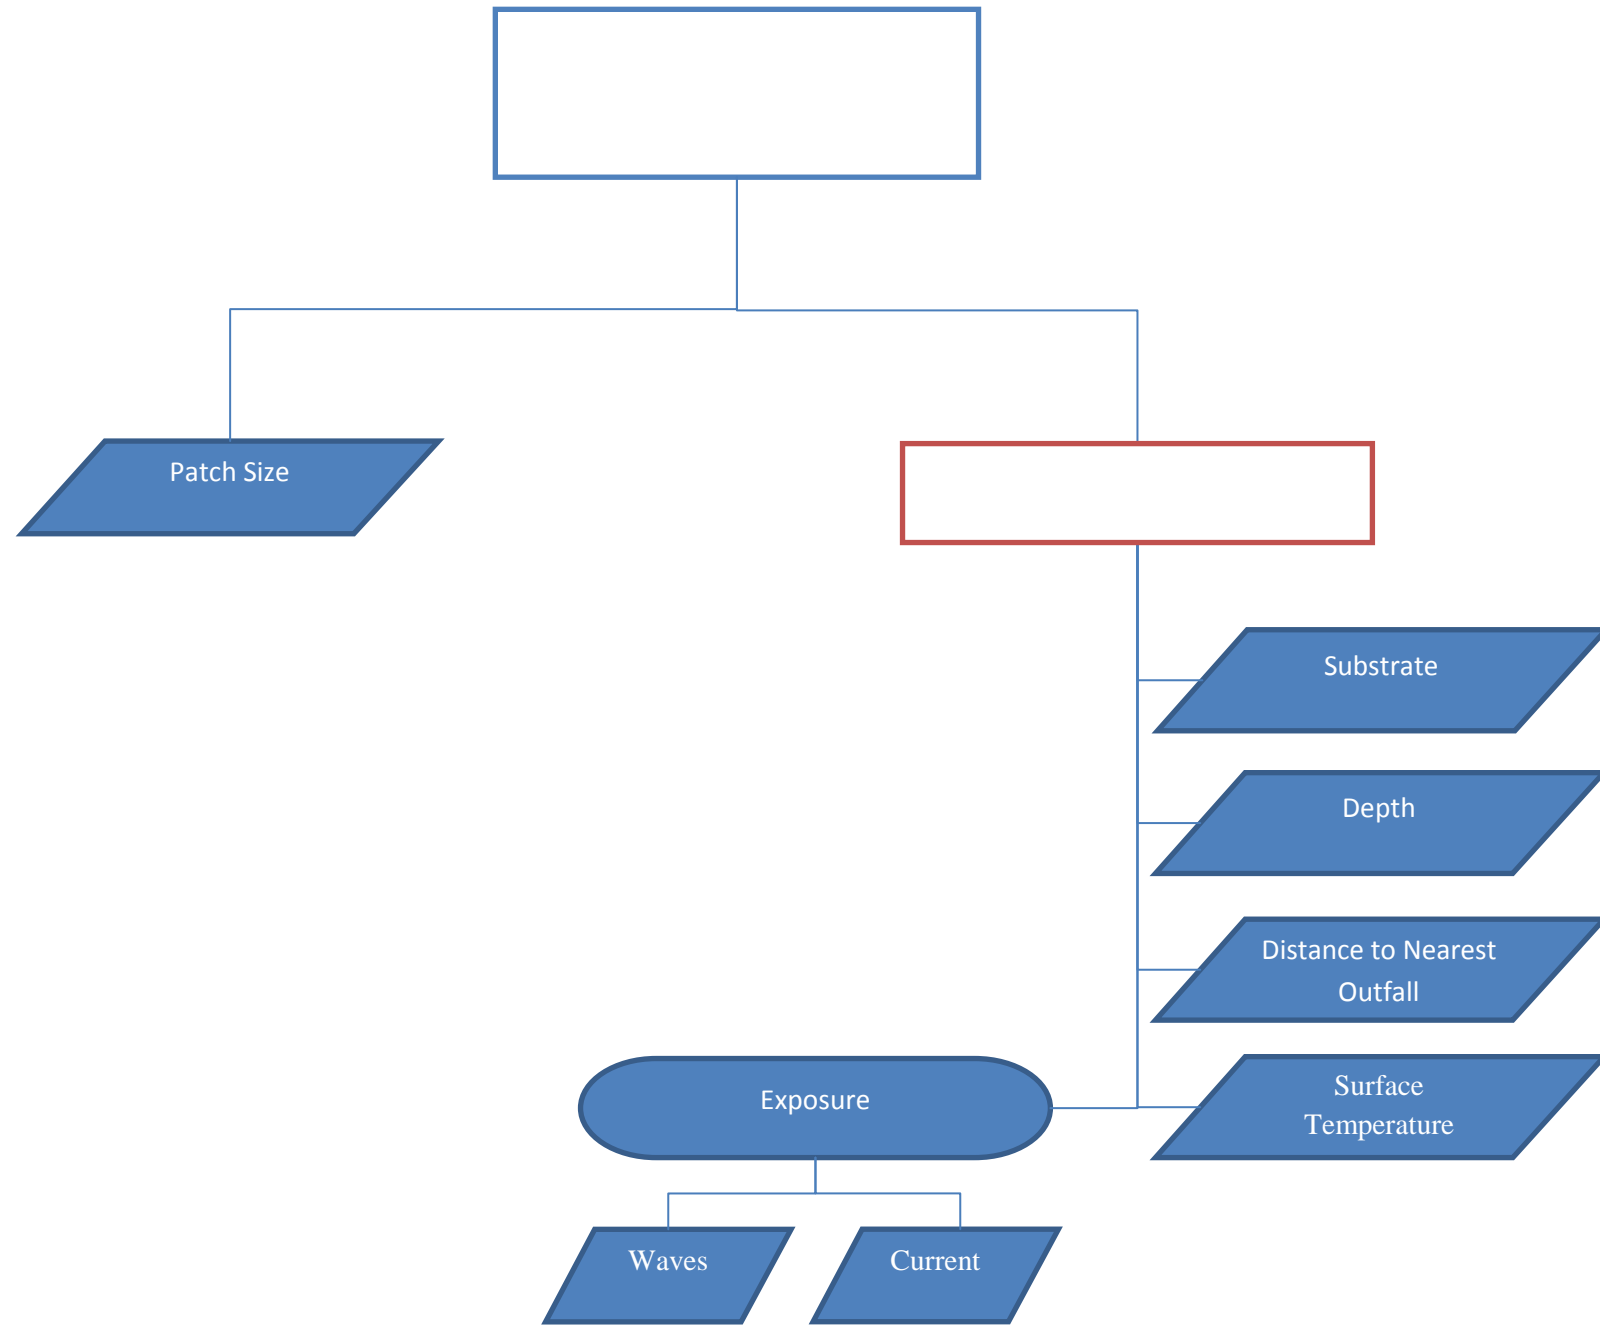 Patch Size
Substrate
Depth
Distance to Nearest
Outfall
Surface
Temperature
Exposure
Waves
Current